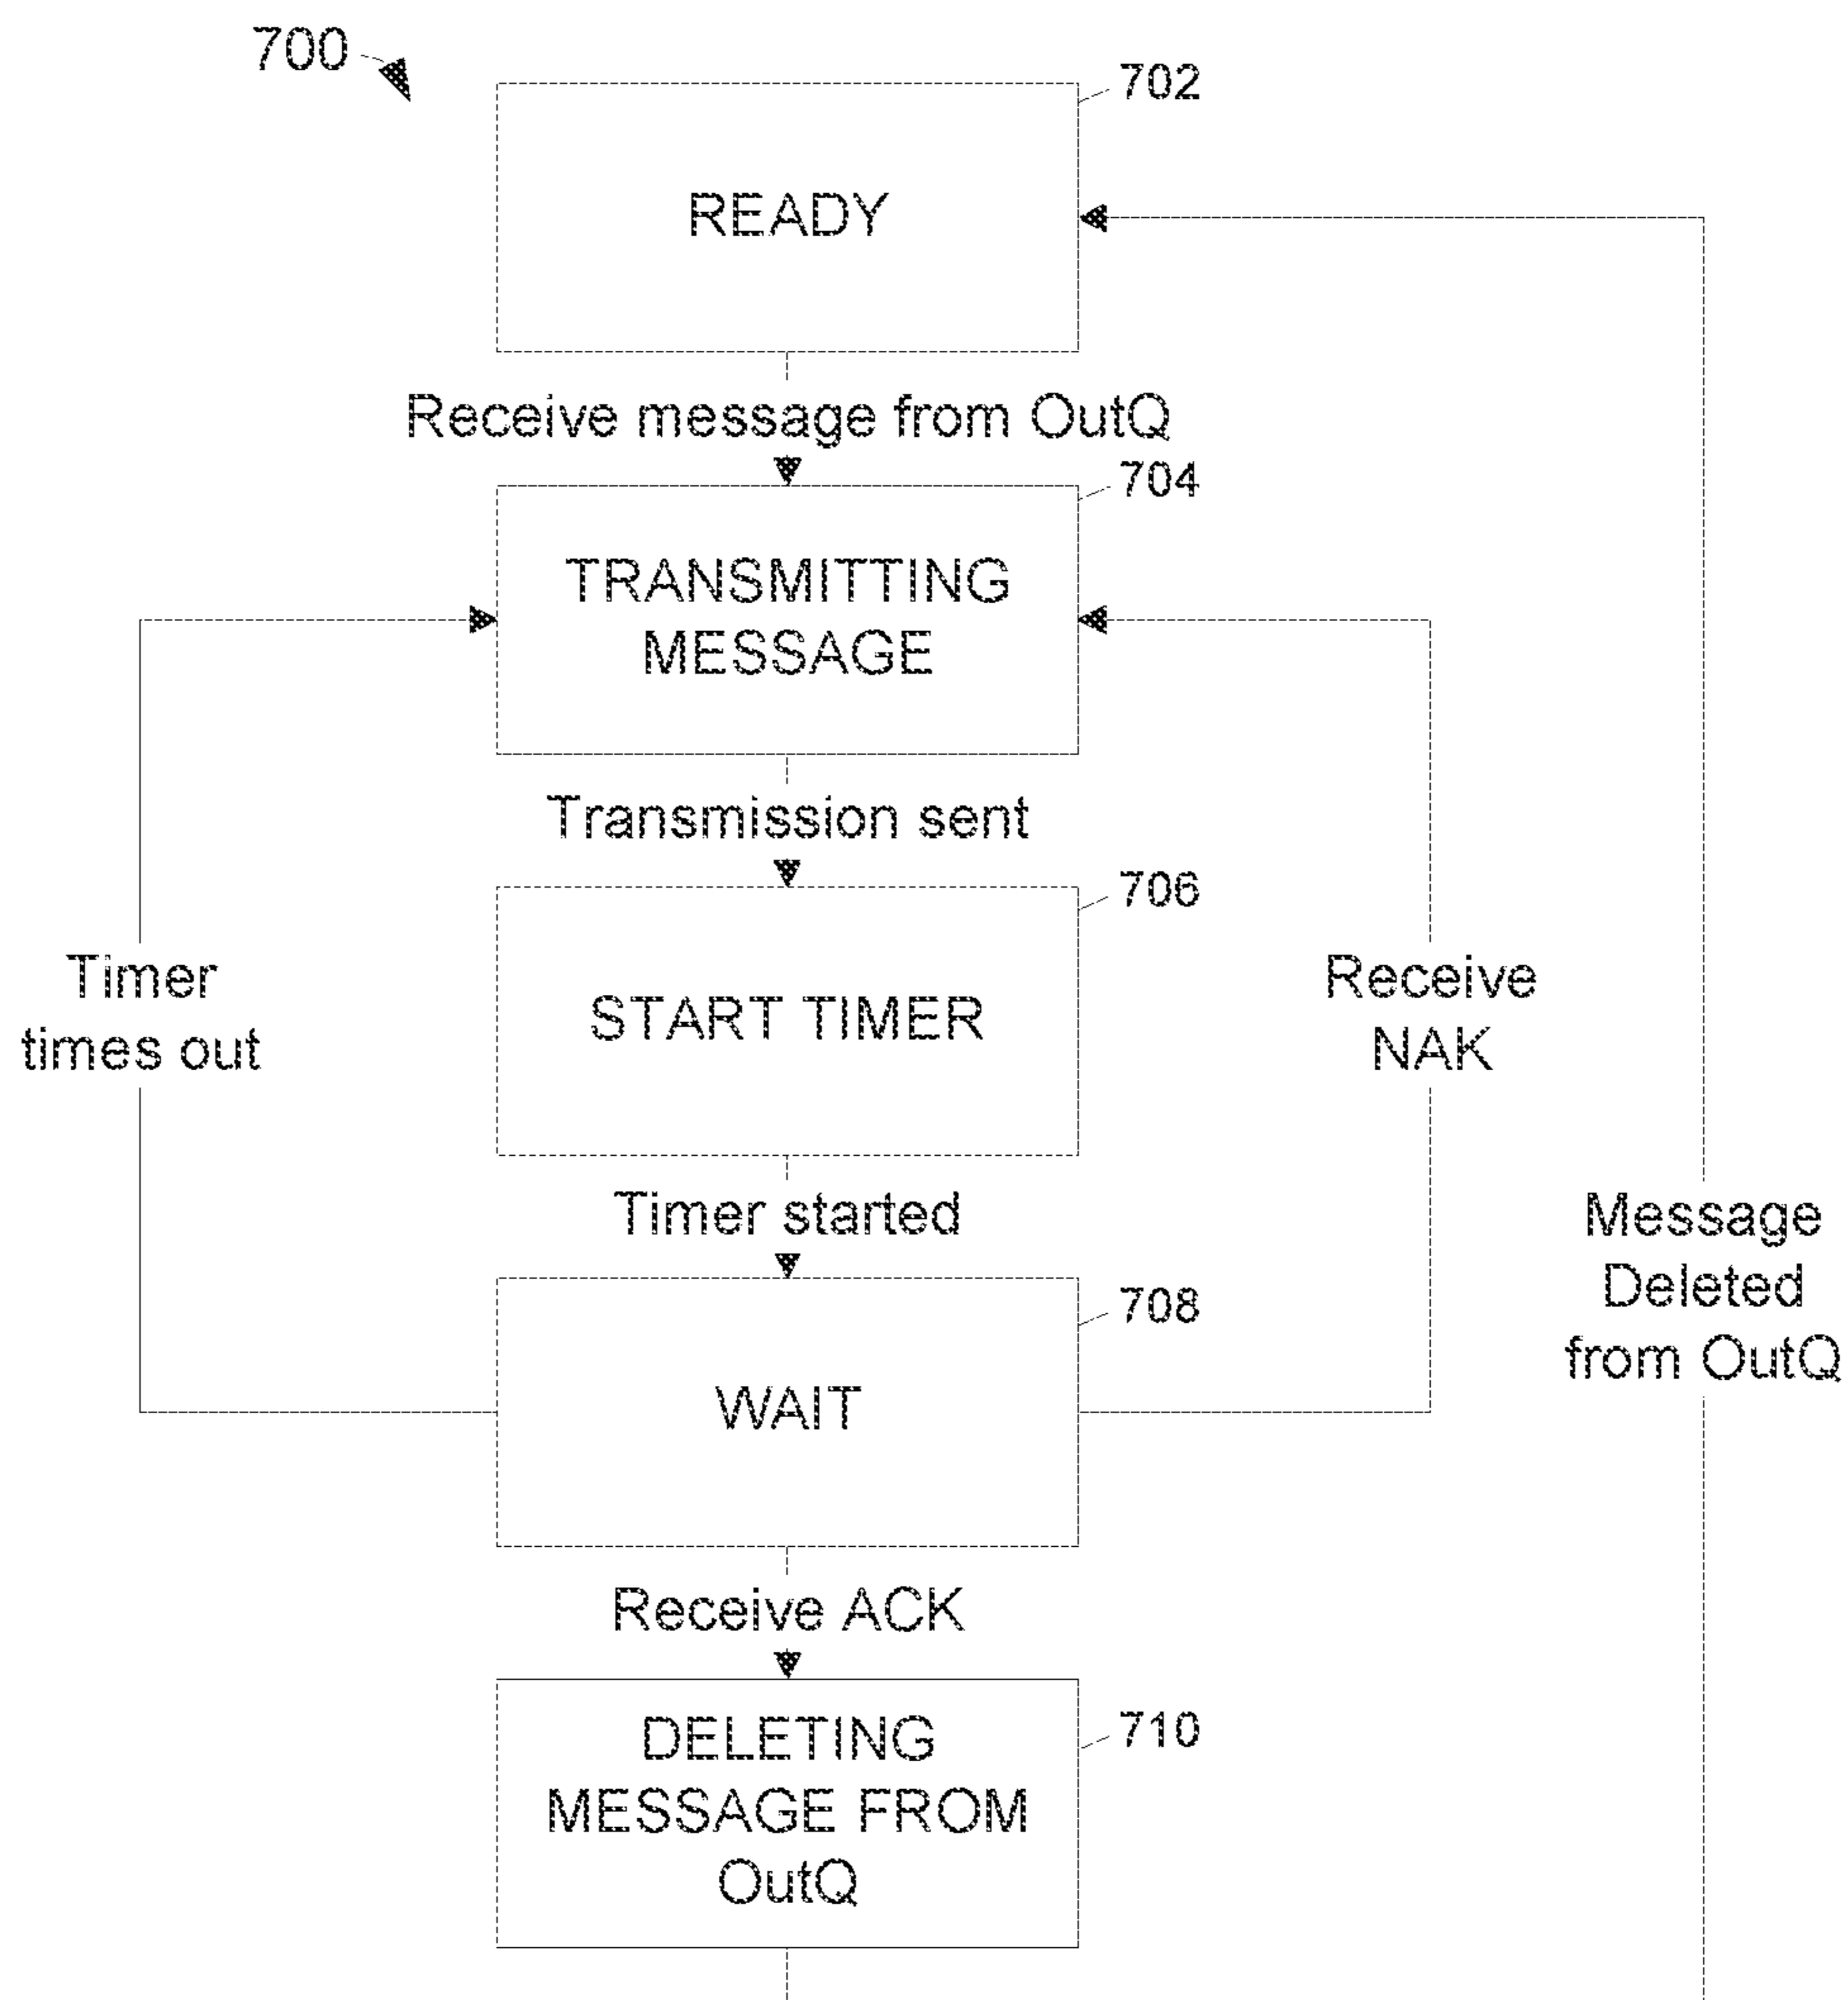 700
702
READY
Receive message from OutQ
704
TRANSMITTING
MESSAGE
Transmission sent
706
START TIMER
Timer
times out
Receive
NAK
Timer started
Message
Deleted
from OutQ
708
WAIT
Receive ACK
710
DELETING
MESSAGE FROM
OutQ